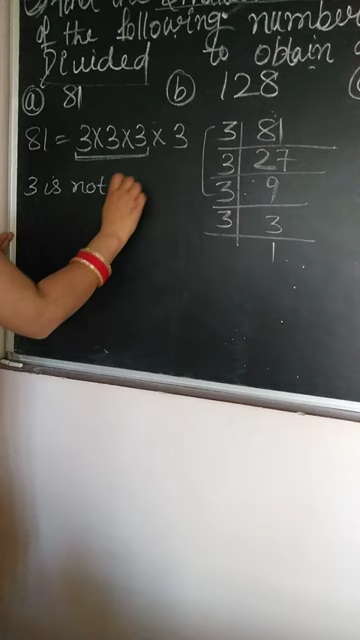 of the following number
Divided to obtain
(a) 81 (b) 128
81 = 3×3×3 × 3
3 is not
3 | 81
3 | 27
3 | 9
3 | 3
1